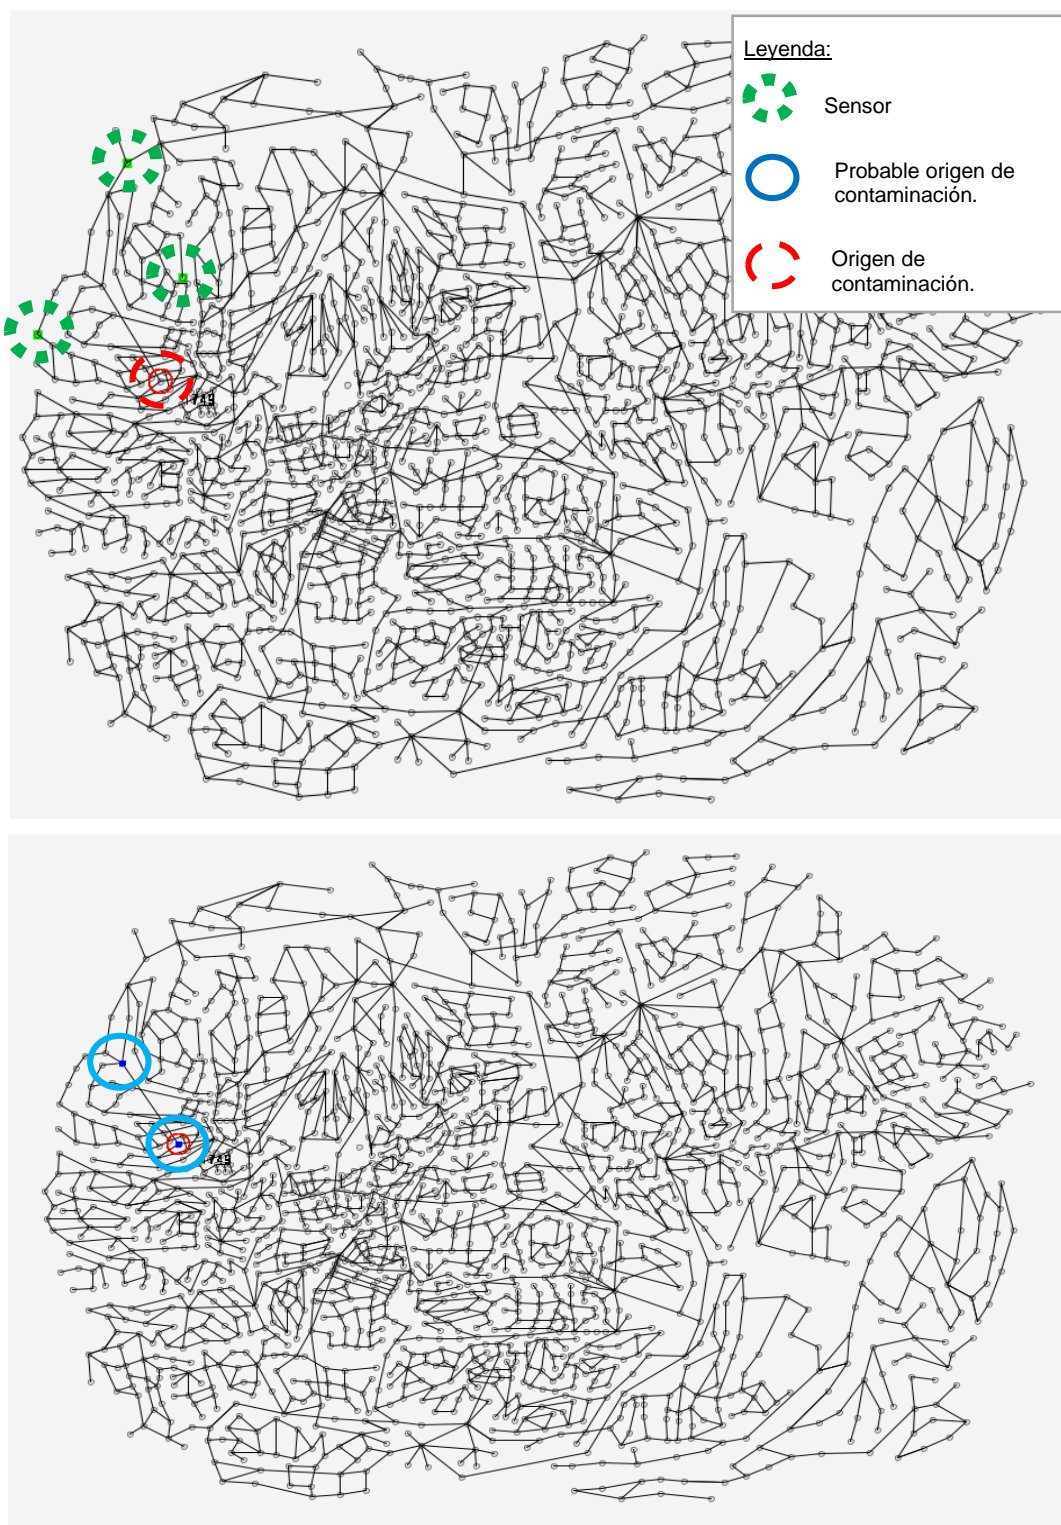 Leyenda:
Sensor
Probable origen de
contaminación.
Origen de
contaminación.
749
749